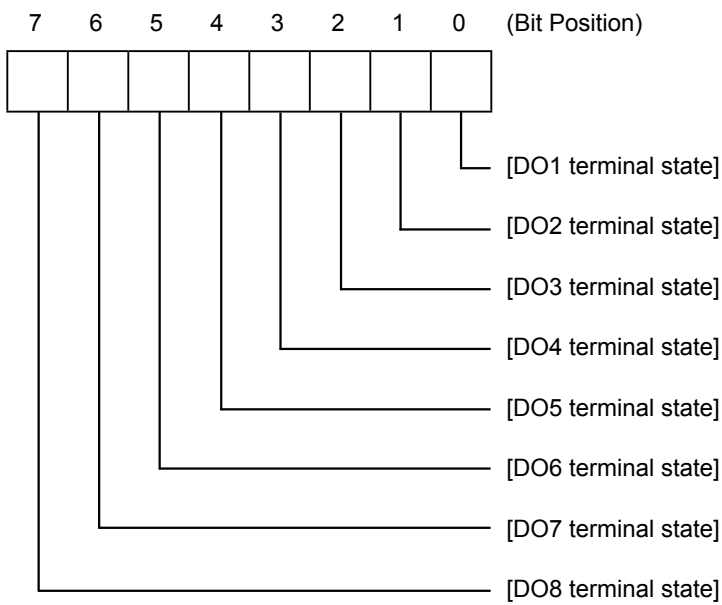 7 6 5 4 3 2 1 0 (Bit Position)
[DO1 terminal state]
[DO2 terminal state]
[DO3 terminal state]
[DO4 terminal state]
[DO5 terminal state]
[DO6 terminal state]
[DO7 terminal state]
[DO8 terminal state]